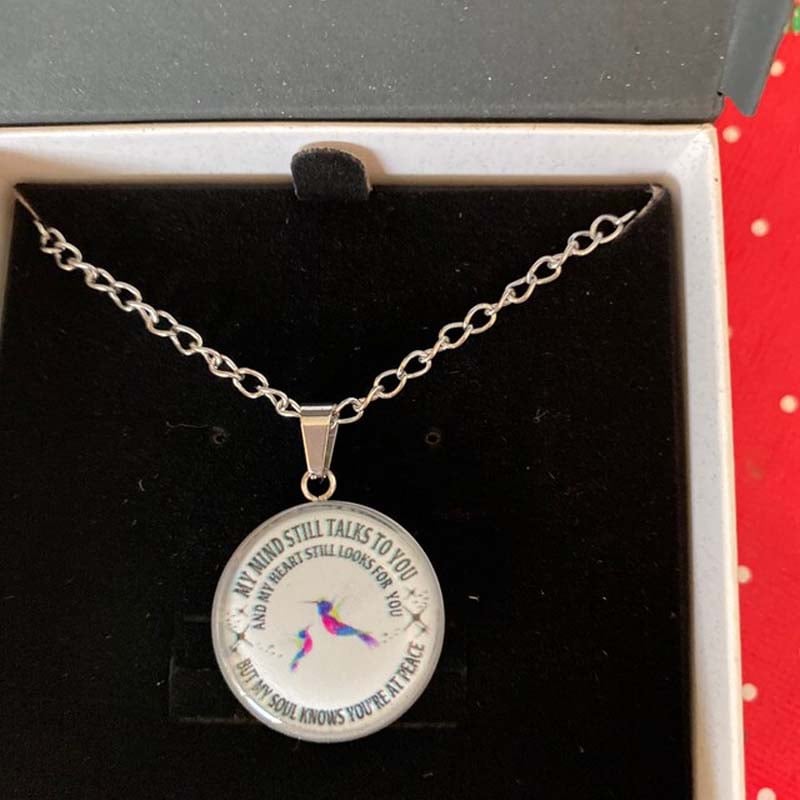 MY MIND STILL TALKS TO YOU
AND MY HEART STILL LOOKS FOR YOU
BUT MY SOUL KNOWS YOU'RE AT PEACE